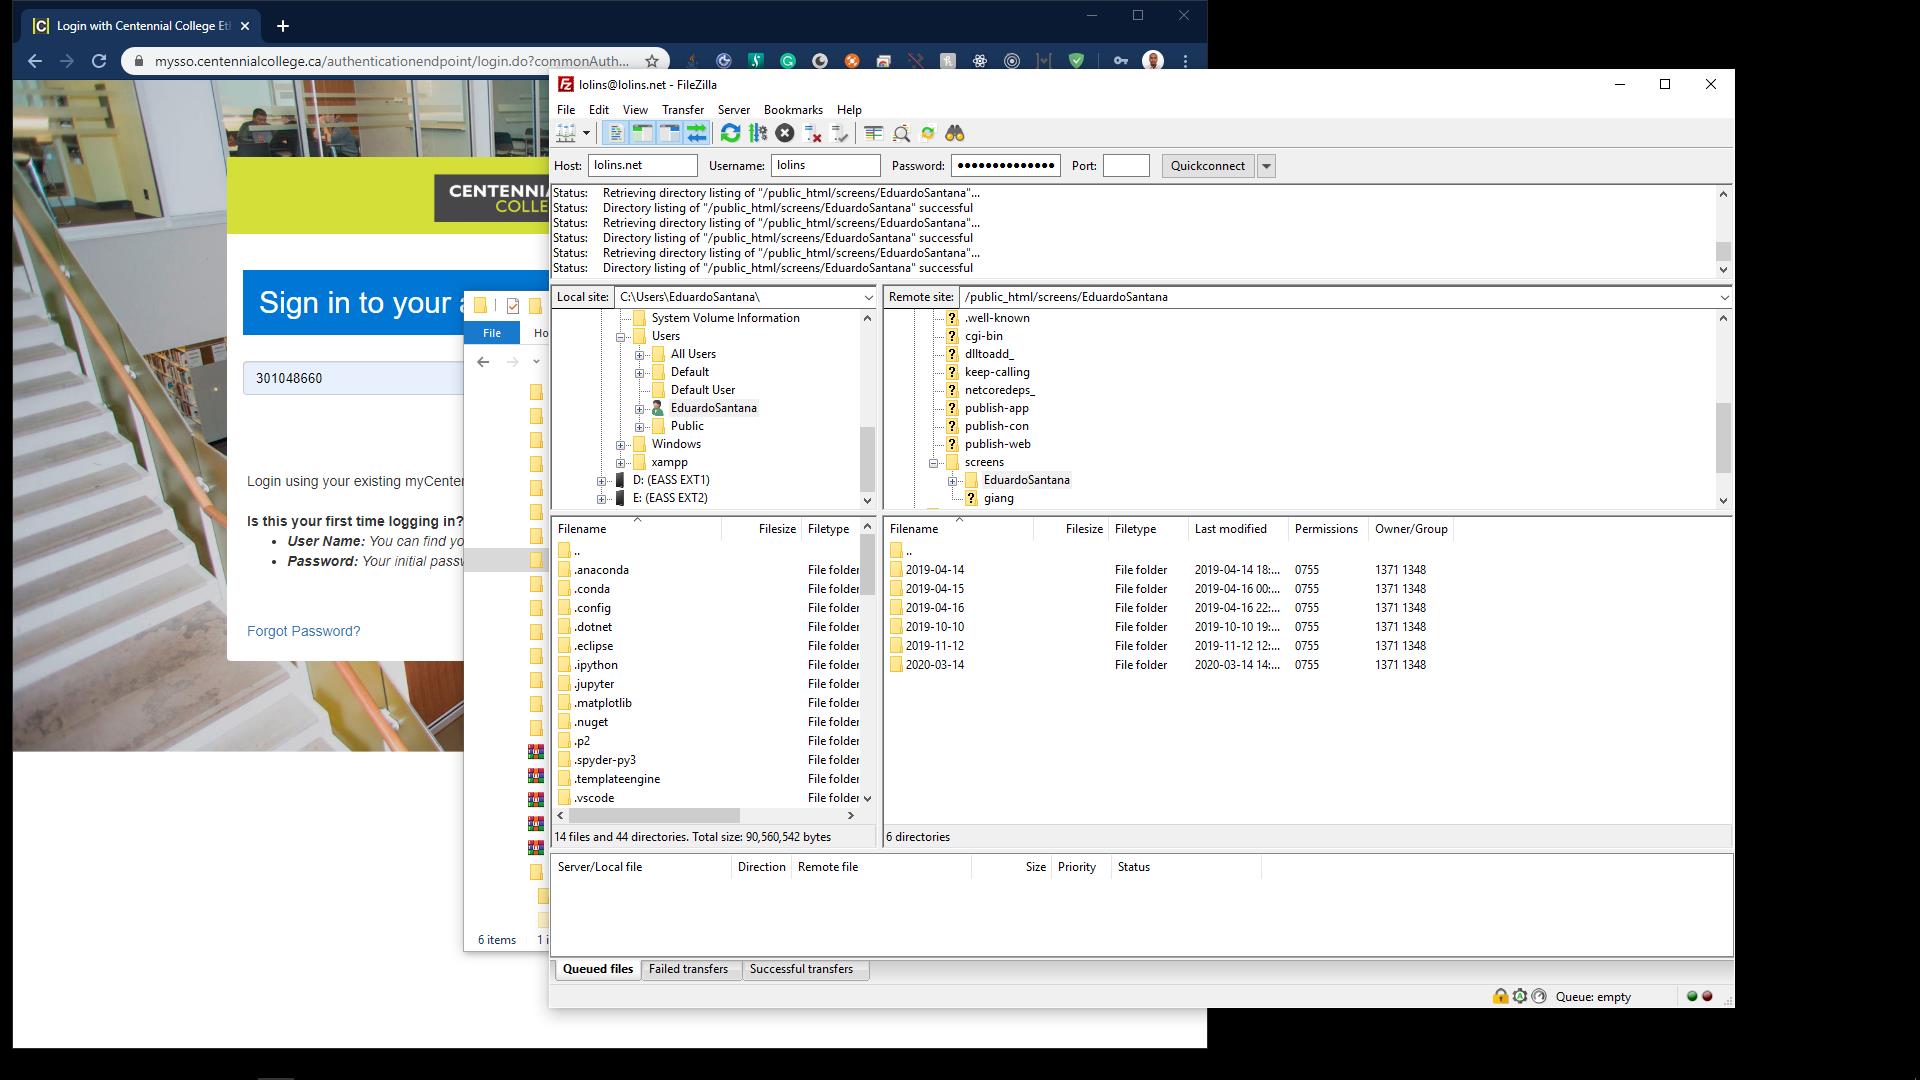 Login with Centennial College Et
mysso.centennialcollege.ca/authenticationendpoint/login.do?commonAuth...
CENTENNI
COLLE
Sign in to your a
301048660
Login using your existing myCenter
Is this your first time logging in?
User Name: You can find yo
Password: Your initial passw
Forgot Password?
File
Ho
6 items 1 i
lolins@lolins.net - FileZilla
File Edit View Transfer Server Bookmarks Help
Host: lolins.net Username: lolins Password: ●●●●●●●●●●●●●● Port: Quickconnect
Status: Retrieving directory listing of "/public_html/screens/EduardoSantana"...
Status: Directory listing of "/public_html/screens/EduardoSantana" successful
Status: Retrieving directory listing of "/public_html/screens/EduardoSantana"...
Status: Directory listing of "/public_html/screens/EduardoSantana" successful
Status: Retrieving directory listing of "/public_html/screens/EduardoSantana"...
Status: Directory listing of "/public_html/screens/EduardoSantana" successful
Local site: C:\Users\EduardoSantana\
System Volume Information
Users
All Users
Default
Default User
EduardoSantana
Public
Windows
xampp
D: (EASS EXT1)
E: (EASS EXT2)
Remote site: /public_html/screens/EduardoSantana
.well-known
cgi-bin
dlltoadd_
keep-calling
netcoredeps_
publish-app
publish-con
publish-web
screens
EduardoSantana
giang
Filename Filesize Filetype
..
.anaconda File folder
.conda File folder
.config File folder
.dotnet File folder
.eclipse File folder
.ipython File folder
.jupyter File folder
.matplotlib File folder
.nuget File folder
.p2 File folder
.spyder-py3 File folder
.templateengine File folder
.vscode File folder
14 files and 44 directories. Total size: 90,560,542 bytes
Filename Filesize Filetype Last modified Permissions Owner/Group
..
2019-04-14 File folder 2019-04-14 18:... 0755 1371 1348
2019-04-15 File folder 2019-04-16 00:... 0755 1371 1348
2019-04-16 File folder 2019-04-16 22:... 0755 1371 1348
2019-10-10 File folder 2019-10-10 19:... 0755 1371 1348
2019-11-12 File folder 2019-11-12 12:... 0755 1371 1348
2020-03-14 File folder 2020-03-14 14:... 0755 1371 1348
6 directories
Server/Local file Direction Remote file Size Priority Status
Queued files Failed transfers Successful transfers
Queue: empty